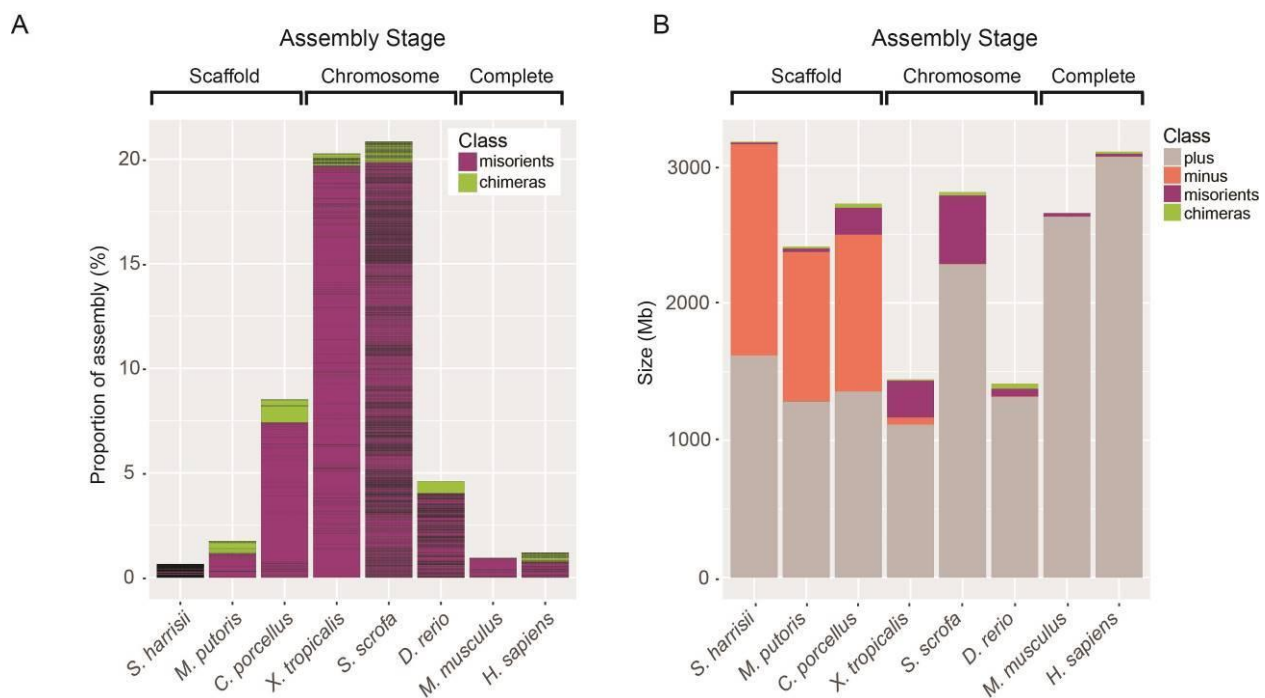 A
Assembly Stage
Scaffold Chromosome Complete
Class
misorients
chimeras
Proportion of assembly (%)
20
15
10
5
0
S. harrisii
M. putoris
C. porcellus
X. tropicalis
S. scrofa
D. rerio
M. musculus
H. sapiens
B
Assembly Stage
Scaffold Chromosome Complete
Class
plus
minus
misorients
chimeras
Size (Mb)
3000
2000
1000
0
S. harrisii
M. putoris
C. porcellus
X. tropicalis
S. scrofa
D. rerio
M. musculus
H. sapiens